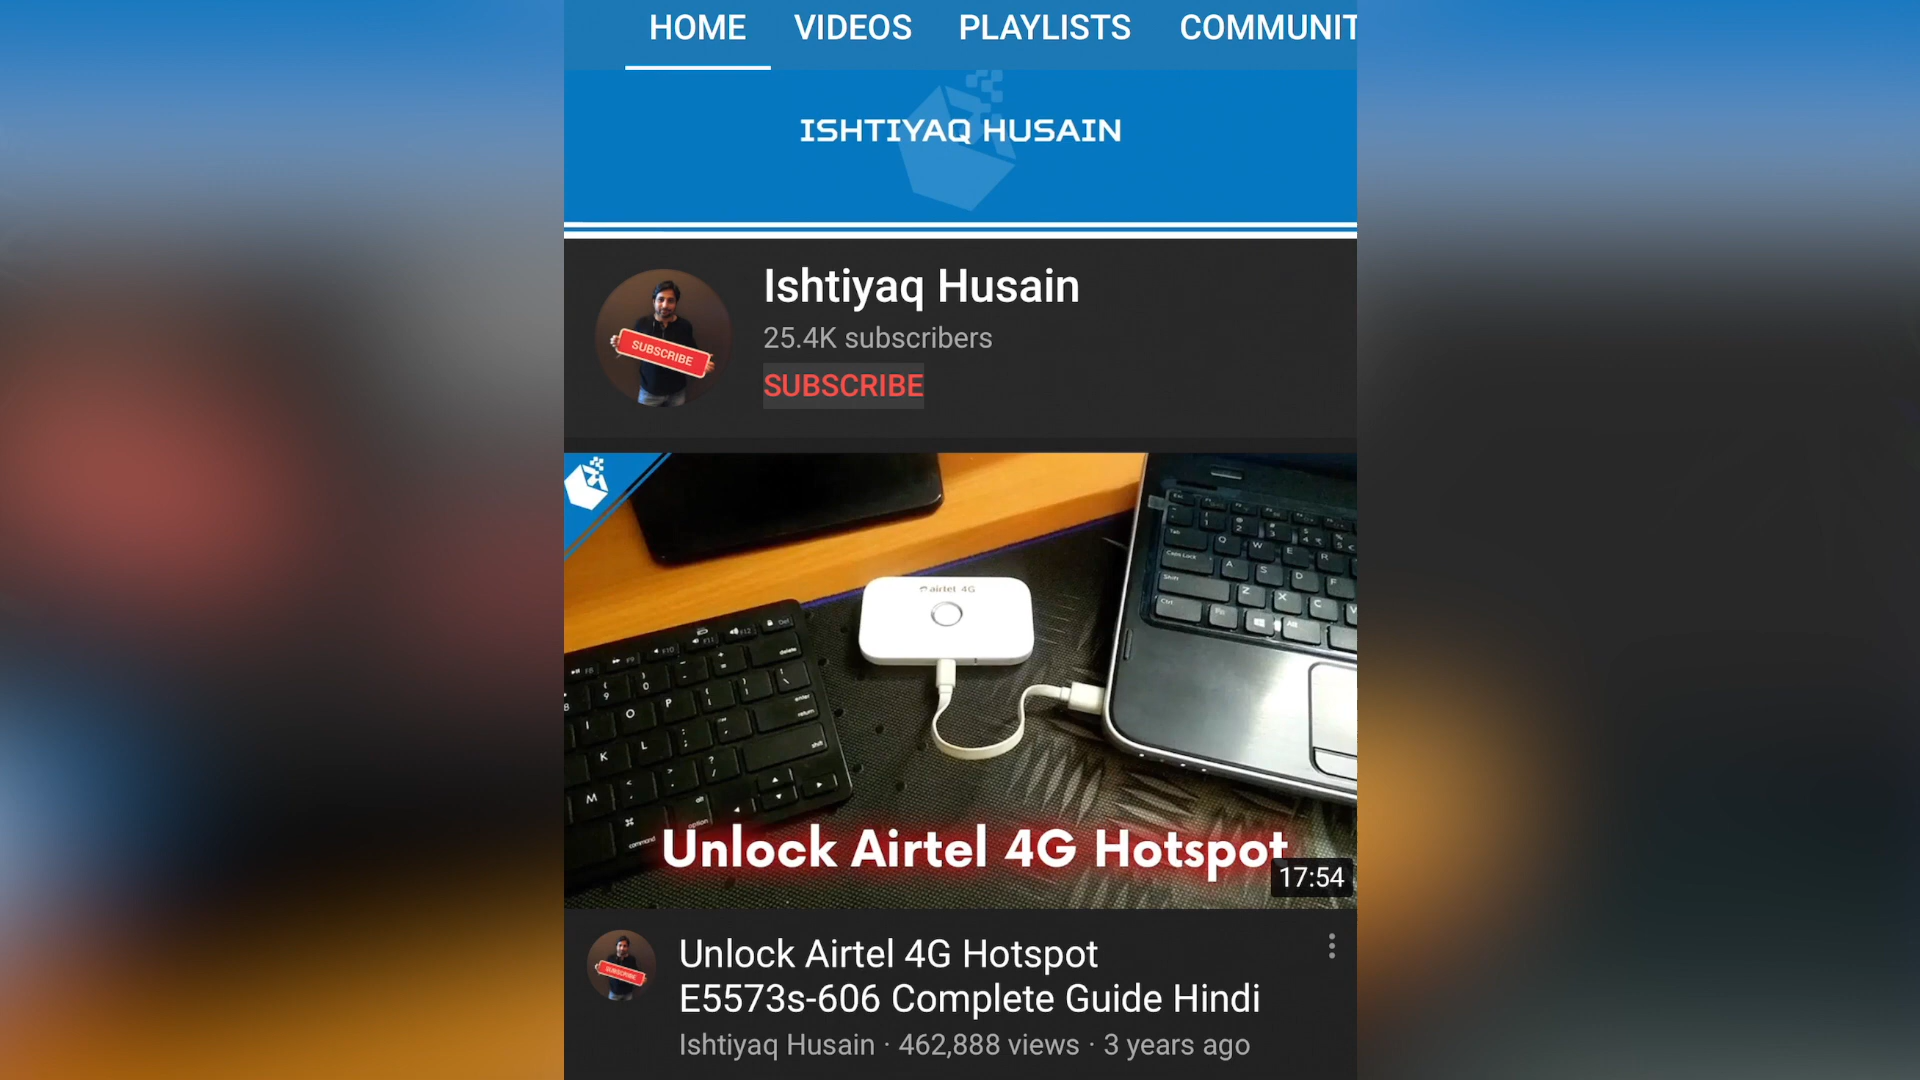 HOME VIDEOS PLAYLISTS COMMUNIT
ISHTIYAQ HUSAIN
Ishtiyaq Husain
25.4K subscribers
SUBSCRIBE
SUBSCRIBE
airtel 4G
Unlock Airtel 4G Hotspot
17:54
Unlock Airtel 4G Hotspot
E5573s-606 Complete Guide Hindi
SUBSCRIBE
Ishtiyaq Husain · 462,888 views · 3 years ago